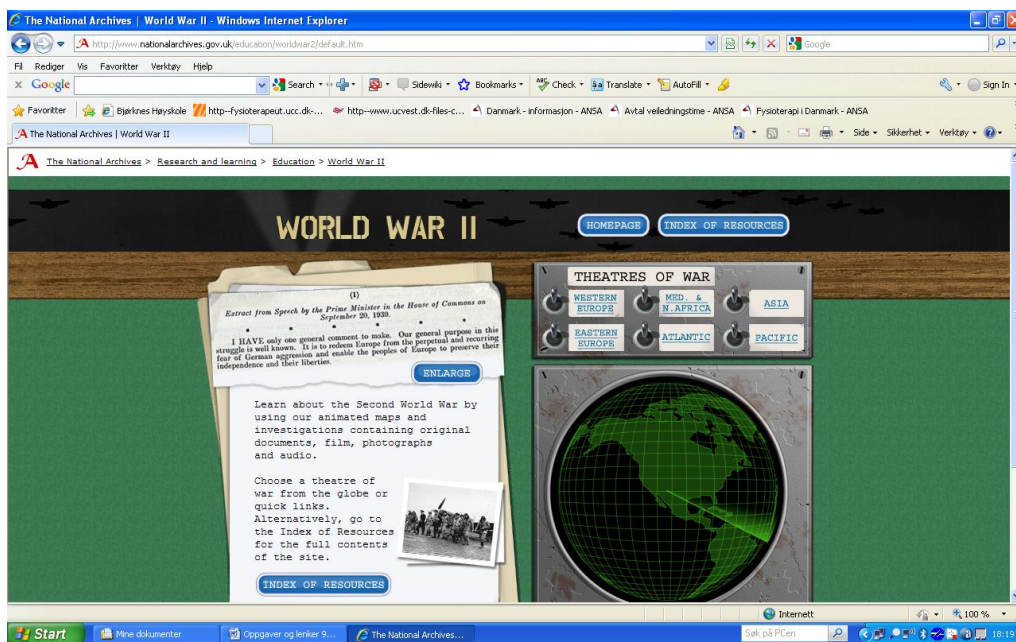 The National Archives | World War II - Windows Internet Explorer
http://www.nationalarchives.gov.uk/education/worldwar2/default.htm
Google
Fil Rediger Vis Favoritter Verktøy Hjelp
x Google Search Sidewiki Bookmarks Check Translate AutoFill Sign In
Favoritter Bjørknes Høyskole http--fysioterapeut.ucc.dk-... http--www.ucvest.dk-files-c... Danmark - informasjon - ANSA Avtal veiledningstime - ANSA Fysioterapi i Danmark - ANSA
The National Archives | World War II
Side Sikkerhet Verktøy
The National Archives > Research and learning > Education > World War II
WORLD WAR II
HOMEPAGE INDEX OF RESOURCES
(1)
Extract from Speech by the Prime Minister in the House of Commons on
September 20, 1939.
I HAVE only one general comment to make. Our general purpose in this
struggle is well known. It is to redeem Europe from the perpetual and recurring
fear of German aggression and enable the peoples of Europe to preserve their
independence and their liberties.
ENLARGE
Learn about the Second World War by
using our animated maps and
investigations containing original
documents, film, photographs
and audio.
Choose a theatre of
war from the globe or
quick links.
Alternatively, go to
the Index of Resources
for the full contents
of the site.
INDEX OF RESOURCES
THEATRES OF WAR
WESTERN
EUROPE
MED. &
N.AFRICA
ASIA
EASTERN
EUROPE
ATLANTIC
PACIFIC
Internett
100 %
Start
Mine dokumenter
Oppgaver og lenker 9...
The National Archives...
Søk på PCen
18:19